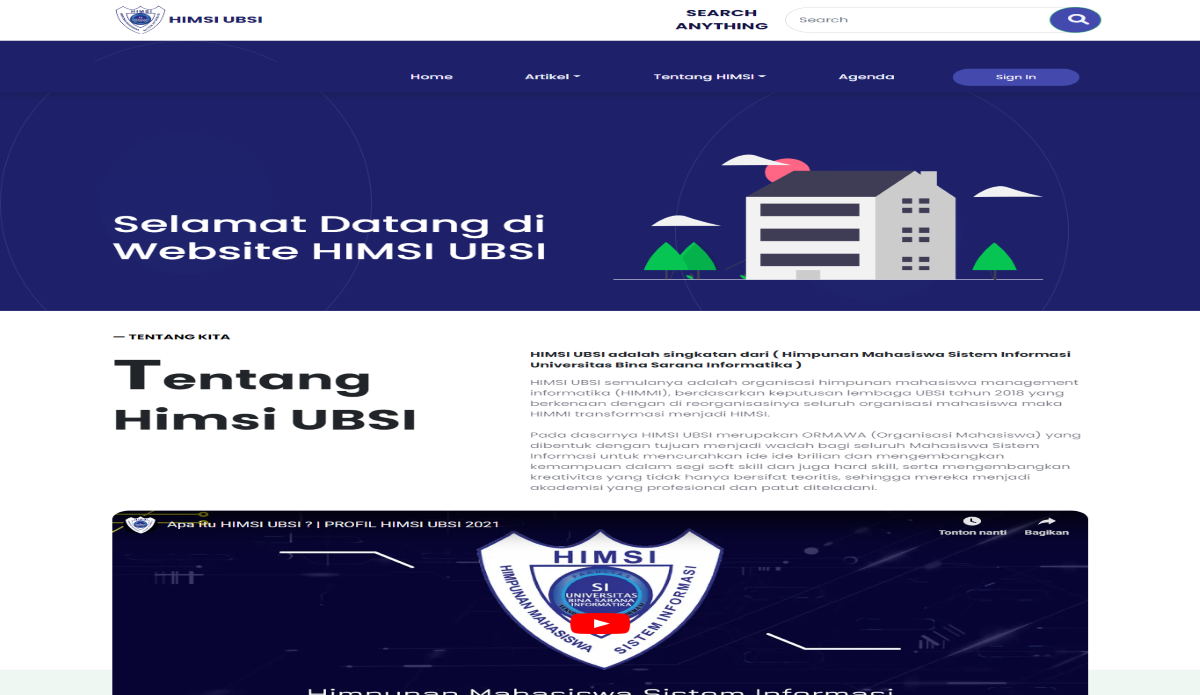 HIMSI UBSI
SEARCH
ANYTHING
Search
Home
Artikel
Tentang HIMSI
Agenda
Sign In
Selamat Datang di
Website HIMSI UBSI
— TENTANG KITA
Tentang
Himsi UBSI
HIMSI UBSI adalah singkatan dari ( Himpunan Mahasiswa Sistem Informasi
Universitas Bina Sarana Informatika )
HIMSI UBSI semulanya adalah organisasi himpunan mahasiswa management
informatika (HIMMI), berdasarkan keputusan lembaga UBSI tahun 2018 yang
berkenaan dengan di reorganisasinya seluruh organisasi mahasiswa maka
HIMMI transformasi menjadi HIMSI.
Pada dasarnya HIMSI UBSI merupakan ORMAWA (Organisasi Mahasiswa) yang
dibentuk dengan tujuan menjadi wadah bagi seluruh Mahasiswa Sistem
Informasi untuk mencurahkan ide ide brilian dan mengembangkan
kemampuan dalam segi soft skill dan juga hard skill, serta mengembangkan
kreativitas yang tidak hanya bersifat teoritis, sehingga mereka menjadi
akademisi yang profesional dan patut diteladani.
Apa itu HIMSI UBSI ? | PROFIL HIMSI UBSI 2021
Tonton nanti
Bagikan
HIMSI
HIMPUNAN MAHASISWA
SISTEM INFORMASI
SI
UNIVERSITAS
BINA SARANA
INFORMATIKA
Himpunan Mahasiswa Sistem Informasi